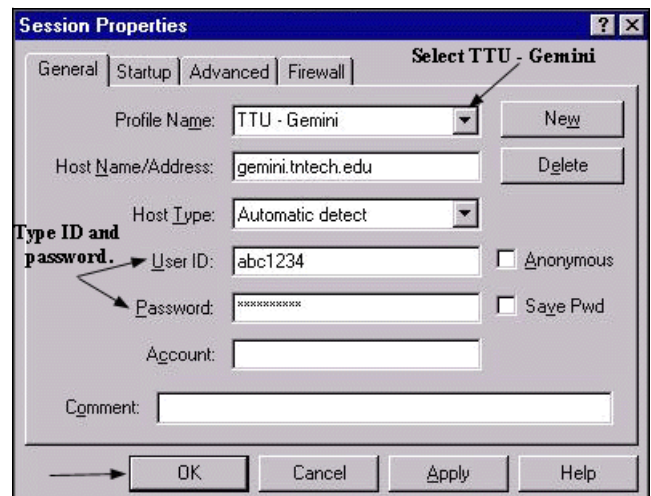 Session Properties
General Startup Advanced Firewall
Select TTU - Gemini
Profile Name: TTU - Gemini New
Host Name/Address: gemini.tntech.edu Delete
Host Type: Automatic detect
Type ID and
password.
User ID: abc1234 Anonymous
Password: ********** Save Pwd
Account:
Comment:
OK Cancel Apply Help